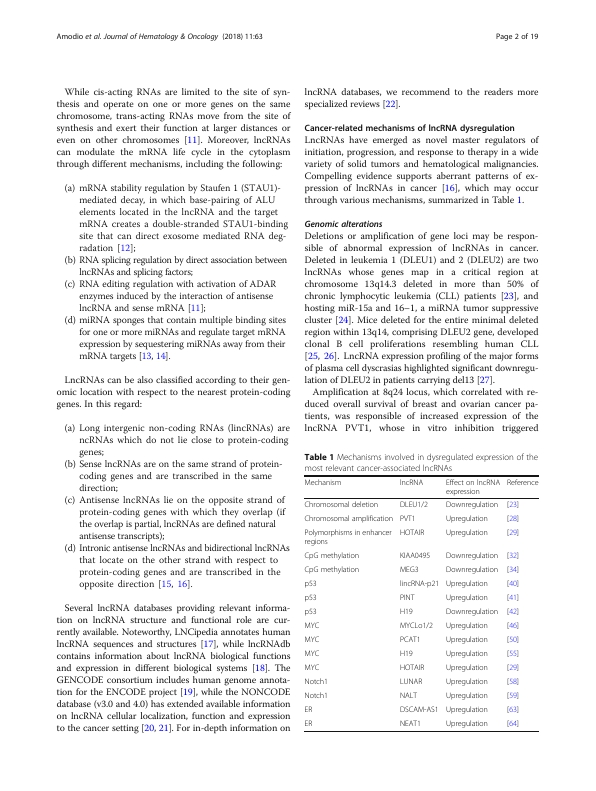 Amodio et al. Journal of Hematology & Oncology (2018) 11:63
Page 2 of 19
While cis-acting RNAs are limited to the site of syn-
thesis and operate on one or more genes on the same
chromosome, trans-acting RNAs move from the site of
synthesis and exert their function at larger distances or
even on other chromosomes [11]. Moreover, lncRNAs
can modulate the mRNA life cycle in the cytoplasm
through different mechanisms, including the following:
(a) mRNA stability regulation by Staufen 1 (STAU1)-
mediated decay, in which base-pairing of ALU
elements located in the lncRNA and the target
mRNA creates a double-stranded STAU1-binding
site that can direct exosome mediated RNA deg-
radation [12];
(b) RNA splicing regulation by direct association between
lncRNAs and splicing factors;
(c) RNA editing regulation with activation of ADAR
enzymes induced by the interaction of antisense
lncRNA and sense mRNA [11];
(d) miRNA sponges that contain multiple binding sites
for one or more miRNAs and regulate target mRNA
expression by sequestering miRNAs away from their
mRNA targets [13, 14].
LncRNAs can be also classified according to their gen-
omic location with respect to the nearest protein-coding
genes. In this regard:
(a) Long intergenic non-coding RNAs (lincRNAs) are
ncRNAs which do not lie close to protein-coding
genes;
(b) Sense lncRNAs are on the same strand of protein-
coding genes and are transcribed in the same
direction;
(c) Antisense lncRNAs lie on the opposite strand of
protein-coding genes with which they overlap (if
the overlap is partial, lncRNAs are defined natural
antisense transcripts);
(d) Intronic antisense lncRNAs and bidirectional lncRNAs
that locate on the other strand with respect to
protein-coding genes and are transcribed in the
opposite direction [15, 16].
Several lncRNA databases providing relevant informa-
tion on lncRNA structure and functional role are cur-
rently available. Noteworthy, LNCipedia annotates human
lncRNA sequences and structures [17], while lncRNAdb
contains information about lncRNA biological functions
and expression in different biological systems [18]. The
GENCODE consortium includes human genome annota-
tion for the ENCODE project [19], while the NONCODE
database (v3.0 and 4.0) has extended available information
on lncRNA cellular localization, function and expression
to the cancer setting [20, 21]. For in-depth information on
lncRNA databases, we recommend to the readers more
specialized reviews [22].
Cancer-related mechanisms of lncRNA dysregulation
LncRNAs have emerged as novel master regulators of
initiation, progression, and response to therapy in a wide
variety of solid tumors and hematological malignancies.
Compelling evidence supports aberrant patterns of ex-
pression of lncRNAs in cancer [16], which may occur
through various mechanisms, summarized in Table 1.
Genomic alterations
Deletions or amplification of gene loci may be respon-
sible of abnormal expression of lncRNAs in cancer.
Deleted in leukemia 1 (DLEU1) and 2 (DLEU2) are two
lncRNAs whose genes map in a critical region at
chromosome 13q14.3 deleted in more than 50% of
chronic lymphocytic leukemia (CLL) patients [23], and
hosting miR-15a and 16–1, a miRNA tumor suppressive
cluster [24]. Mice deleted for the entire minimal deleted
region within 13q14, comprising DLEU2 gene, developed
clonal B cell proliferations resembling human CLL
[25, 26]. LncRNA expression profiling of the major forms
of plasma cell dyscrasias highlighted significant downregu-
lation of DLEU2 in patients carrying del13 [27].
Amplification at 8q24 locus, which correlated with re-
duced overall survival of breast and ovarian cancer pa-
tients, was responsible of increased expression of the
lncRNA PVT1, whose in vitro inhibition triggered
Table 1 Mechanisms involved in dysregulated expression of the
most relevant cancer-associated lncRNAs
Mechanism lncRNA Effect on lncRNA expression Reference
Chromosomal deletion DLEU1/2 Downregulation [23]
Chromosomal amplification PVT1 Upregulation [28]
Polymorphisms in enhancer regions HOTAIR Upregulation [29]
CpG methylation KIAA0495 Downregulation [32]
CpG methylation MEG3 Downregulation [34]
p53 lincRNA-p21 Upregulation [40]
p53 PINT Upregulation [41]
p53 H19 Downregulation [42]
MYC MYCLo1/2 Upregulation [46]
MYC PCAT1 Upregulation [50]
MYC H19 Upregulation [55]
MYC HOTAIR Upregulation [29]
Notch1 LUNAR Upregulation [58]
Notch1 NALT Upregulation [59]
ER DSCAM-AS1 Upregulation [63]
ER NEAT1 Upregulation [64]